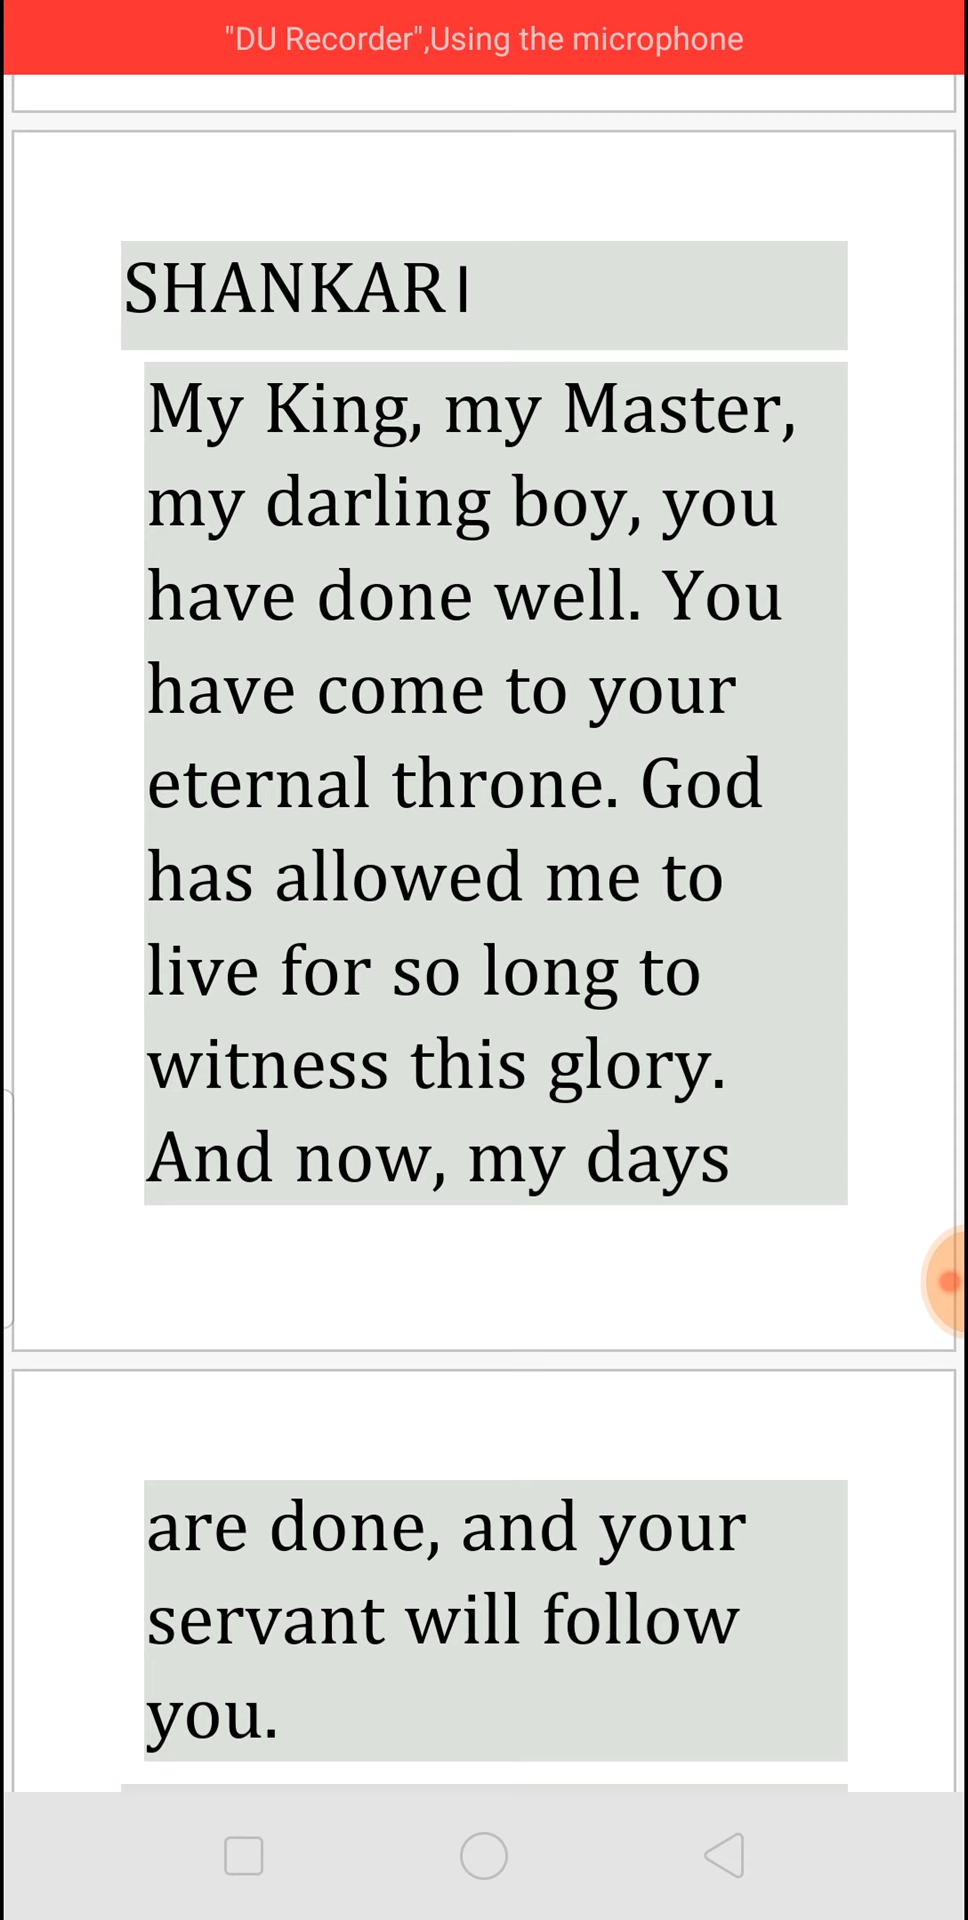 "DU Recorder",Using the microphone
SHANKARI
My King, my Master,
my darling boy, you
have done well. You
have come to your
eternal throne. God
has allowed me to
live for so long to
witness this glory.
And now, my days
are done, and your
servant will follow
you.